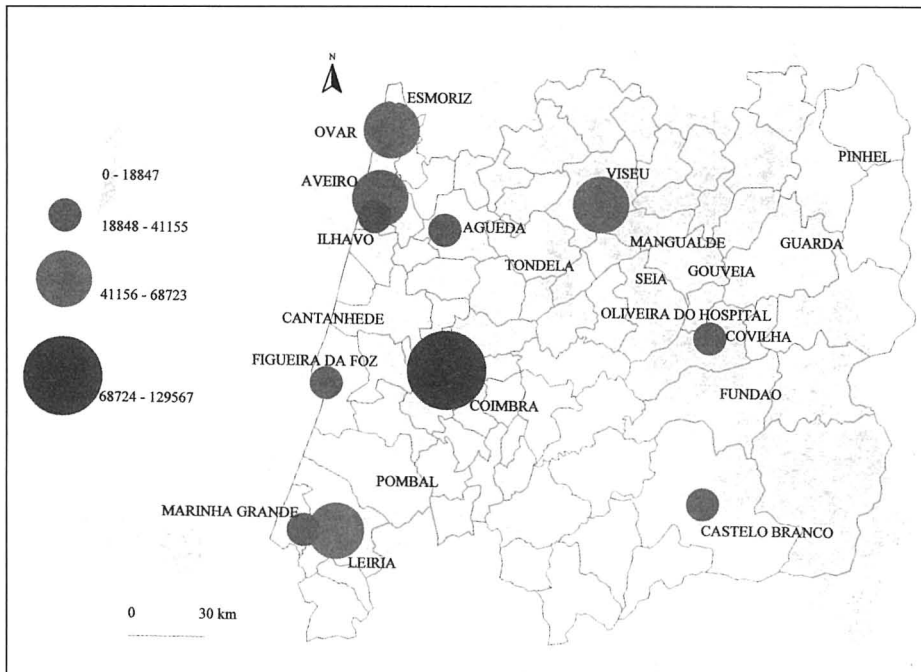 N
ESMORIZ
OVAR
PINHEL
0 - 18847
AVEIRO
VISEU
18848 - 41155
ILHAVO
AGUEDA
MANGUALDE
GUARDA
TONDELA
GOUVEIA
SEIA
41156 - 68723
CANTANHEDE
OLIVEIRA DO HOSPITAL
COVILHA
FIGUEIRA DA FOZ
68724 - 129567
COIMBRA
FUNDAO
POMBAL
MARINHA GRANDE
CASTELO BRANCO
LEIRIA
0 30 km